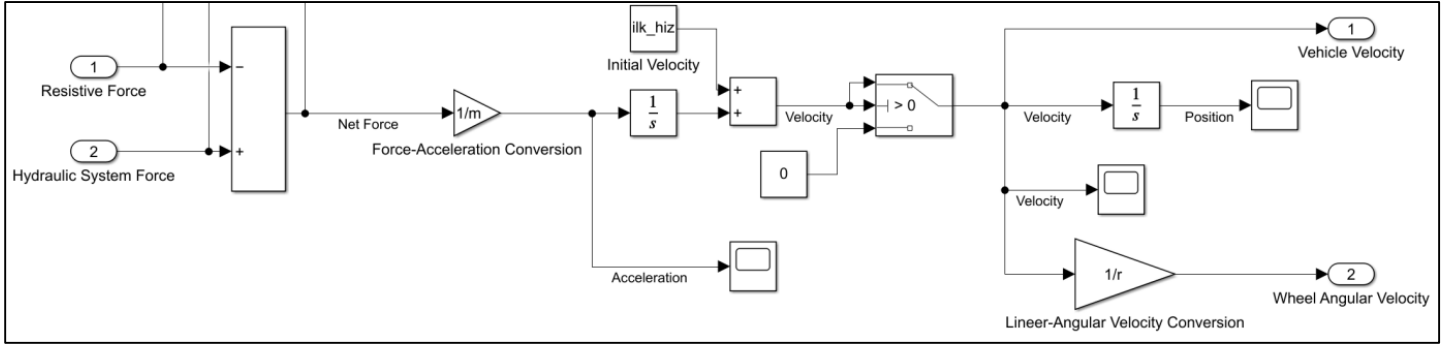 ilk_hiz
Initial Velocity
1
Vehicle Velocity
1
Resistive Force
−
+
+
1/m
Net Force
Force-Acceleration Conversion
1
s
Velocity
> 0
Velocity
1
s
Position
2
Hydraulic System Force
+
0
Velocity
Acceleration
1/r
2
Wheel Angular Velocity
Lineer-Angular Velocity Conversion